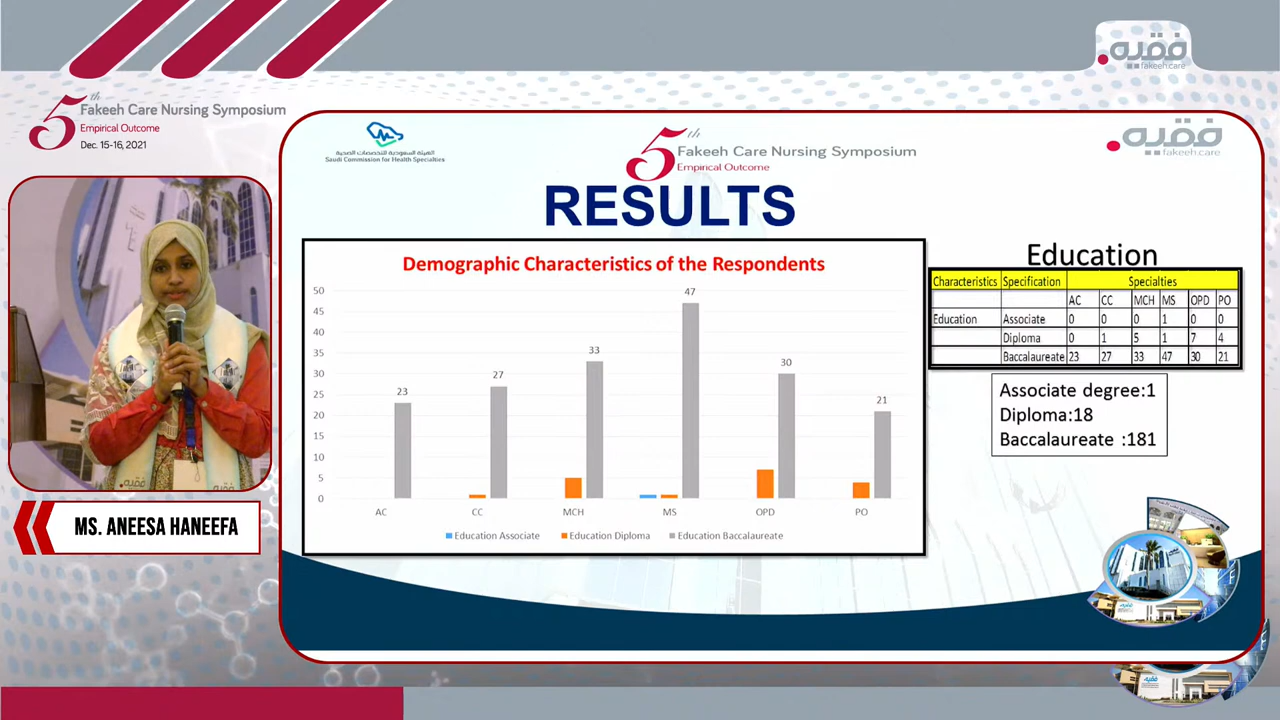 فقيه
fakeeh.care
5th Fakeeh Care Nursing Symposium
Empirical Outcome
Dec. 15-16, 2021
الهيئة السعودية للتخصصات الصحية
Saudi Commission for Health Specialties
5th Fakeeh Care Nursing Symposium
Empirical Outcome
فقيه
fakeeh.care
RESULTS
Demographic Characteristics of the Respondents
50
45
40
35
30
25
20
15
10
5
0
23
27
33
47
30
21
AC CC MCH MS OPD PO
Education Associate Education Diploma Education Baccalaureate
Education
Characteristics Specification Specialties
AC CC MCH MS OPD PO
Education Associate 0 0 0 1 0 0
Diploma 0 1 5 1 7 4
Baccalaureate 23 27 33 47 30 21
Associate degree:1
Diploma:18
Baccalaureate :181
MS. ANEESA HANEEFA